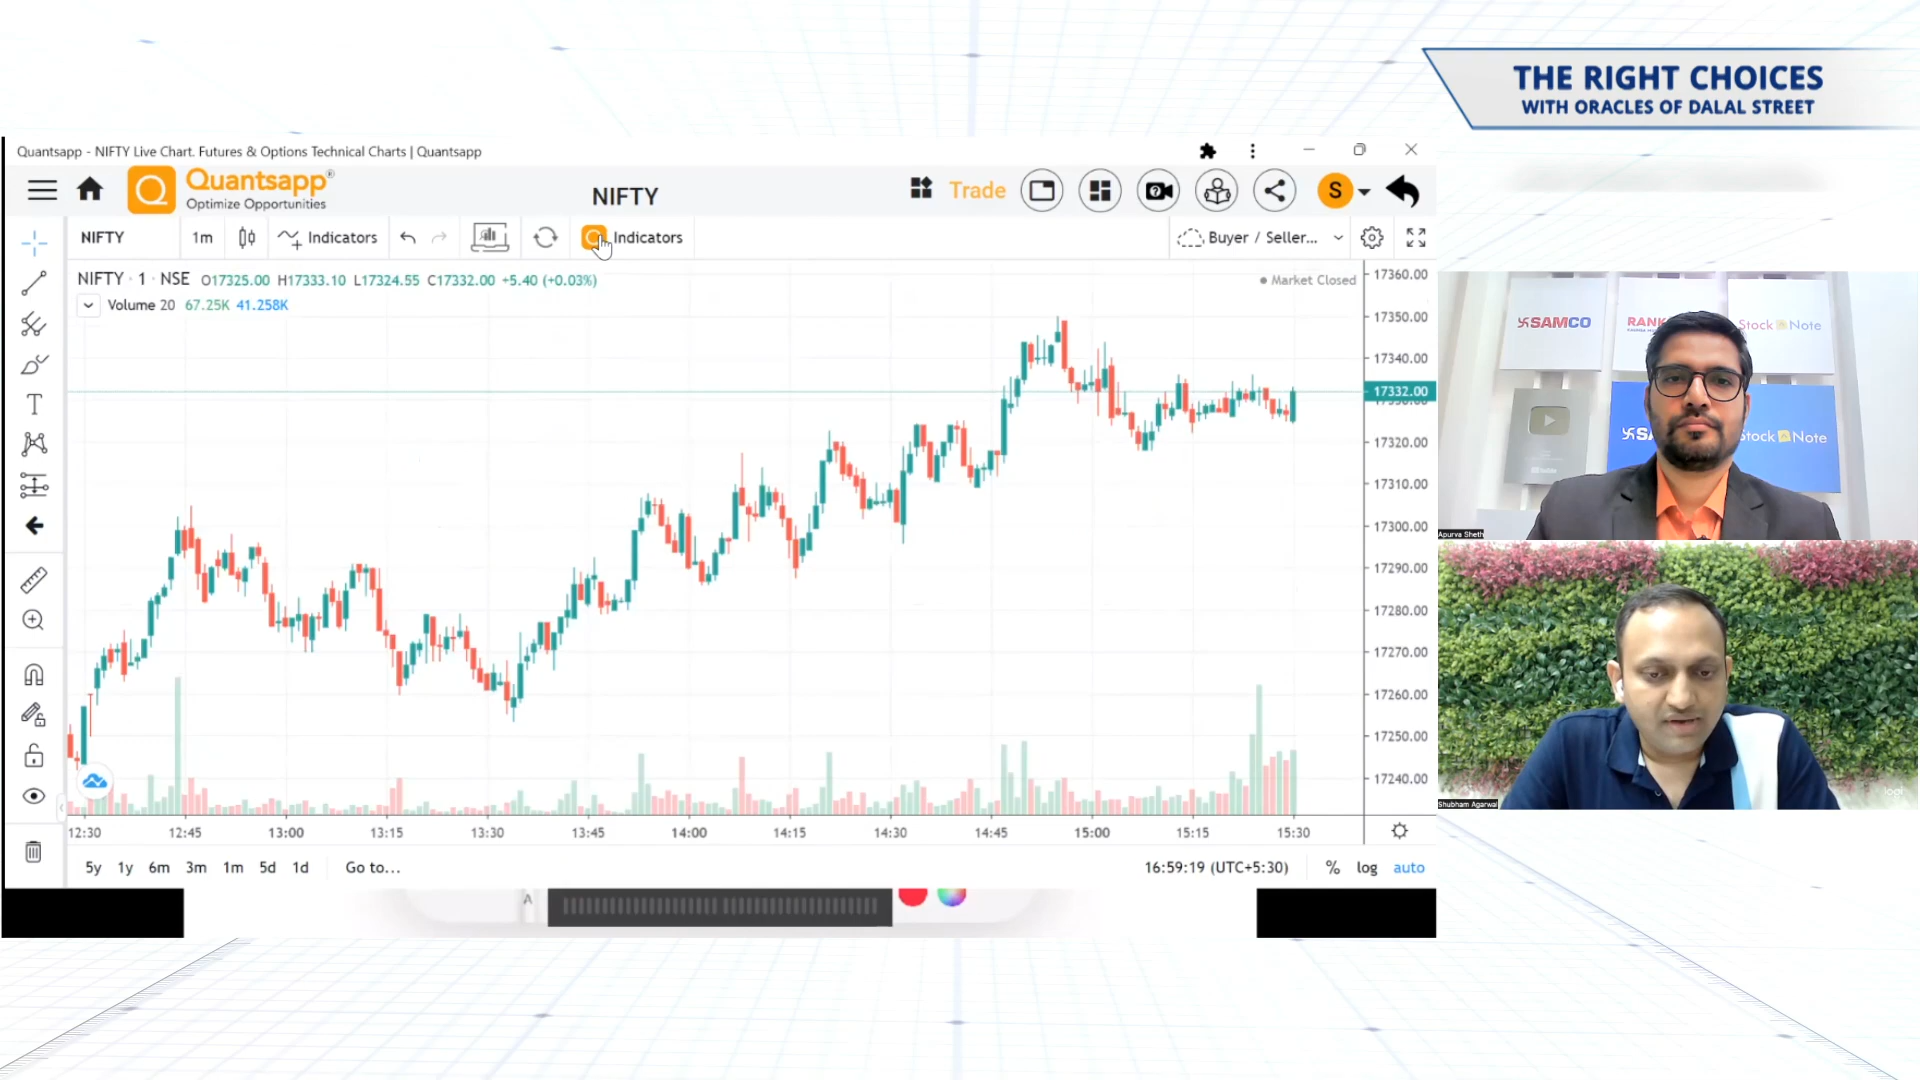 THE RIGHT CHOICES
WITH ORACLES OF DALAL STREET
Quantsapp - NIFTY Live Chart. Futures & Options Technical Charts | Quantsapp
Quantsapp®
Optimize Opportunities
NIFTY
Trade
S
NIFTY
1m
Indicators
Indicators
Buyer / Seller...
NIFTY · 1 · NSE O17325.00 H17333.10 L17324.55 C17332.00 +5.40 (+0.03%)
Market Closed
Volume 20 67.25K 41.258K
17360.00
17350.00
17340.00
17332.00
17320.00
17310.00
17300.00
17290.00
17280.00
17270.00
17260.00
17250.00
17240.00
12:30 12:45 13:00 13:15 13:30 13:45 14:00 14:15 14:30 14:45 15:00 15:15 15:30
5y 1y 6m 3m 1m 5d 1d Go to...
16:59:19 (UTC+5:30) % log auto
A
SAMCO
RANK
Stock Note
SA
Stock Note
Apurva Sheth
Shubham Agarwal
logi